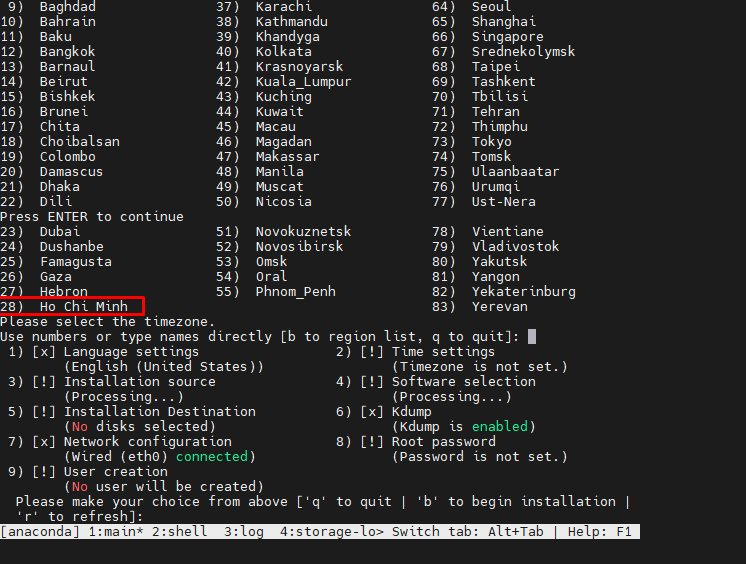 9)  Baghdad            37)  Karachi               64)  Seoul
10)  Bahrain            38)  Kathmandu             65)  Shanghai
11)  Baku               39)  Khandyga              66)  Singapore
12)  Bangkok            40)  Kolkata               67)  Srednekolymsk
13)  Barnaul            41)  Krasnoyarsk           68)  Taipei
14)  Beirut             42)  Kuala_Lumpur          69)  Tashkent
15)  Bishkek            43)  Kuching               70)  Tbilisi
16)  Brunei             44)  Kuwait                71)  Tehran
17)  Chita              45)  Macau                 72)  Thimphu
18)  Choibalsan         46)  Magadan               73)  Tokyo
19)  Colombo            47)  Makassar              74)  Tomsk
20)  Damascus           48)  Manila                75)  Ulaanbaatar
21)  Dhaka              49)  Muscat                76)  Urumqi
22)  Dili               50)  Nicosia               77)  Ust-Nera
Press ENTER to continue
23)  Dubai              51)  Novokuznetsk          78)  Vientiane
24)  Dushanbe           52)  Novosibirsk           79)  Vladivostok
25)  Famagusta          53)  Omsk                  80)  Yakutsk
26)  Gaza               54)  Oral                  81)  Yangon
27)  Hebron             55)  Phnom_Penh            82)  Yekaterinburg
28)  Ho Chi Minh                                   83)  Yerevan
Please select the timezone.
Use numbers or type names directly [b to region list, q to quit]:
 1) [x] Language settings                 2) [!] Time settings
        (English (United States))                (Timezone is not set.)
 3) [!] Installation source               4) [!] Software selection
        (Processing...)                          (Processing...)
 5) [!] Installation Destination          6) [x] Kdump
        (No disks selected)                      (Kdump is enabled)
 7) [x] Network configuration             8) [!] Root password
        (Wired (eth0) connected)                 (Password is not set.)
 9) [!] User creation
        (No user will be created)
  Please make your choice from above ['q' to quit | 'b' to begin installation |
  'r' to refresh]:
[anaconda] 1:main* 2:shell  3:log  4:storage-lo> Switch tab: Alt+Tab | Help: F1